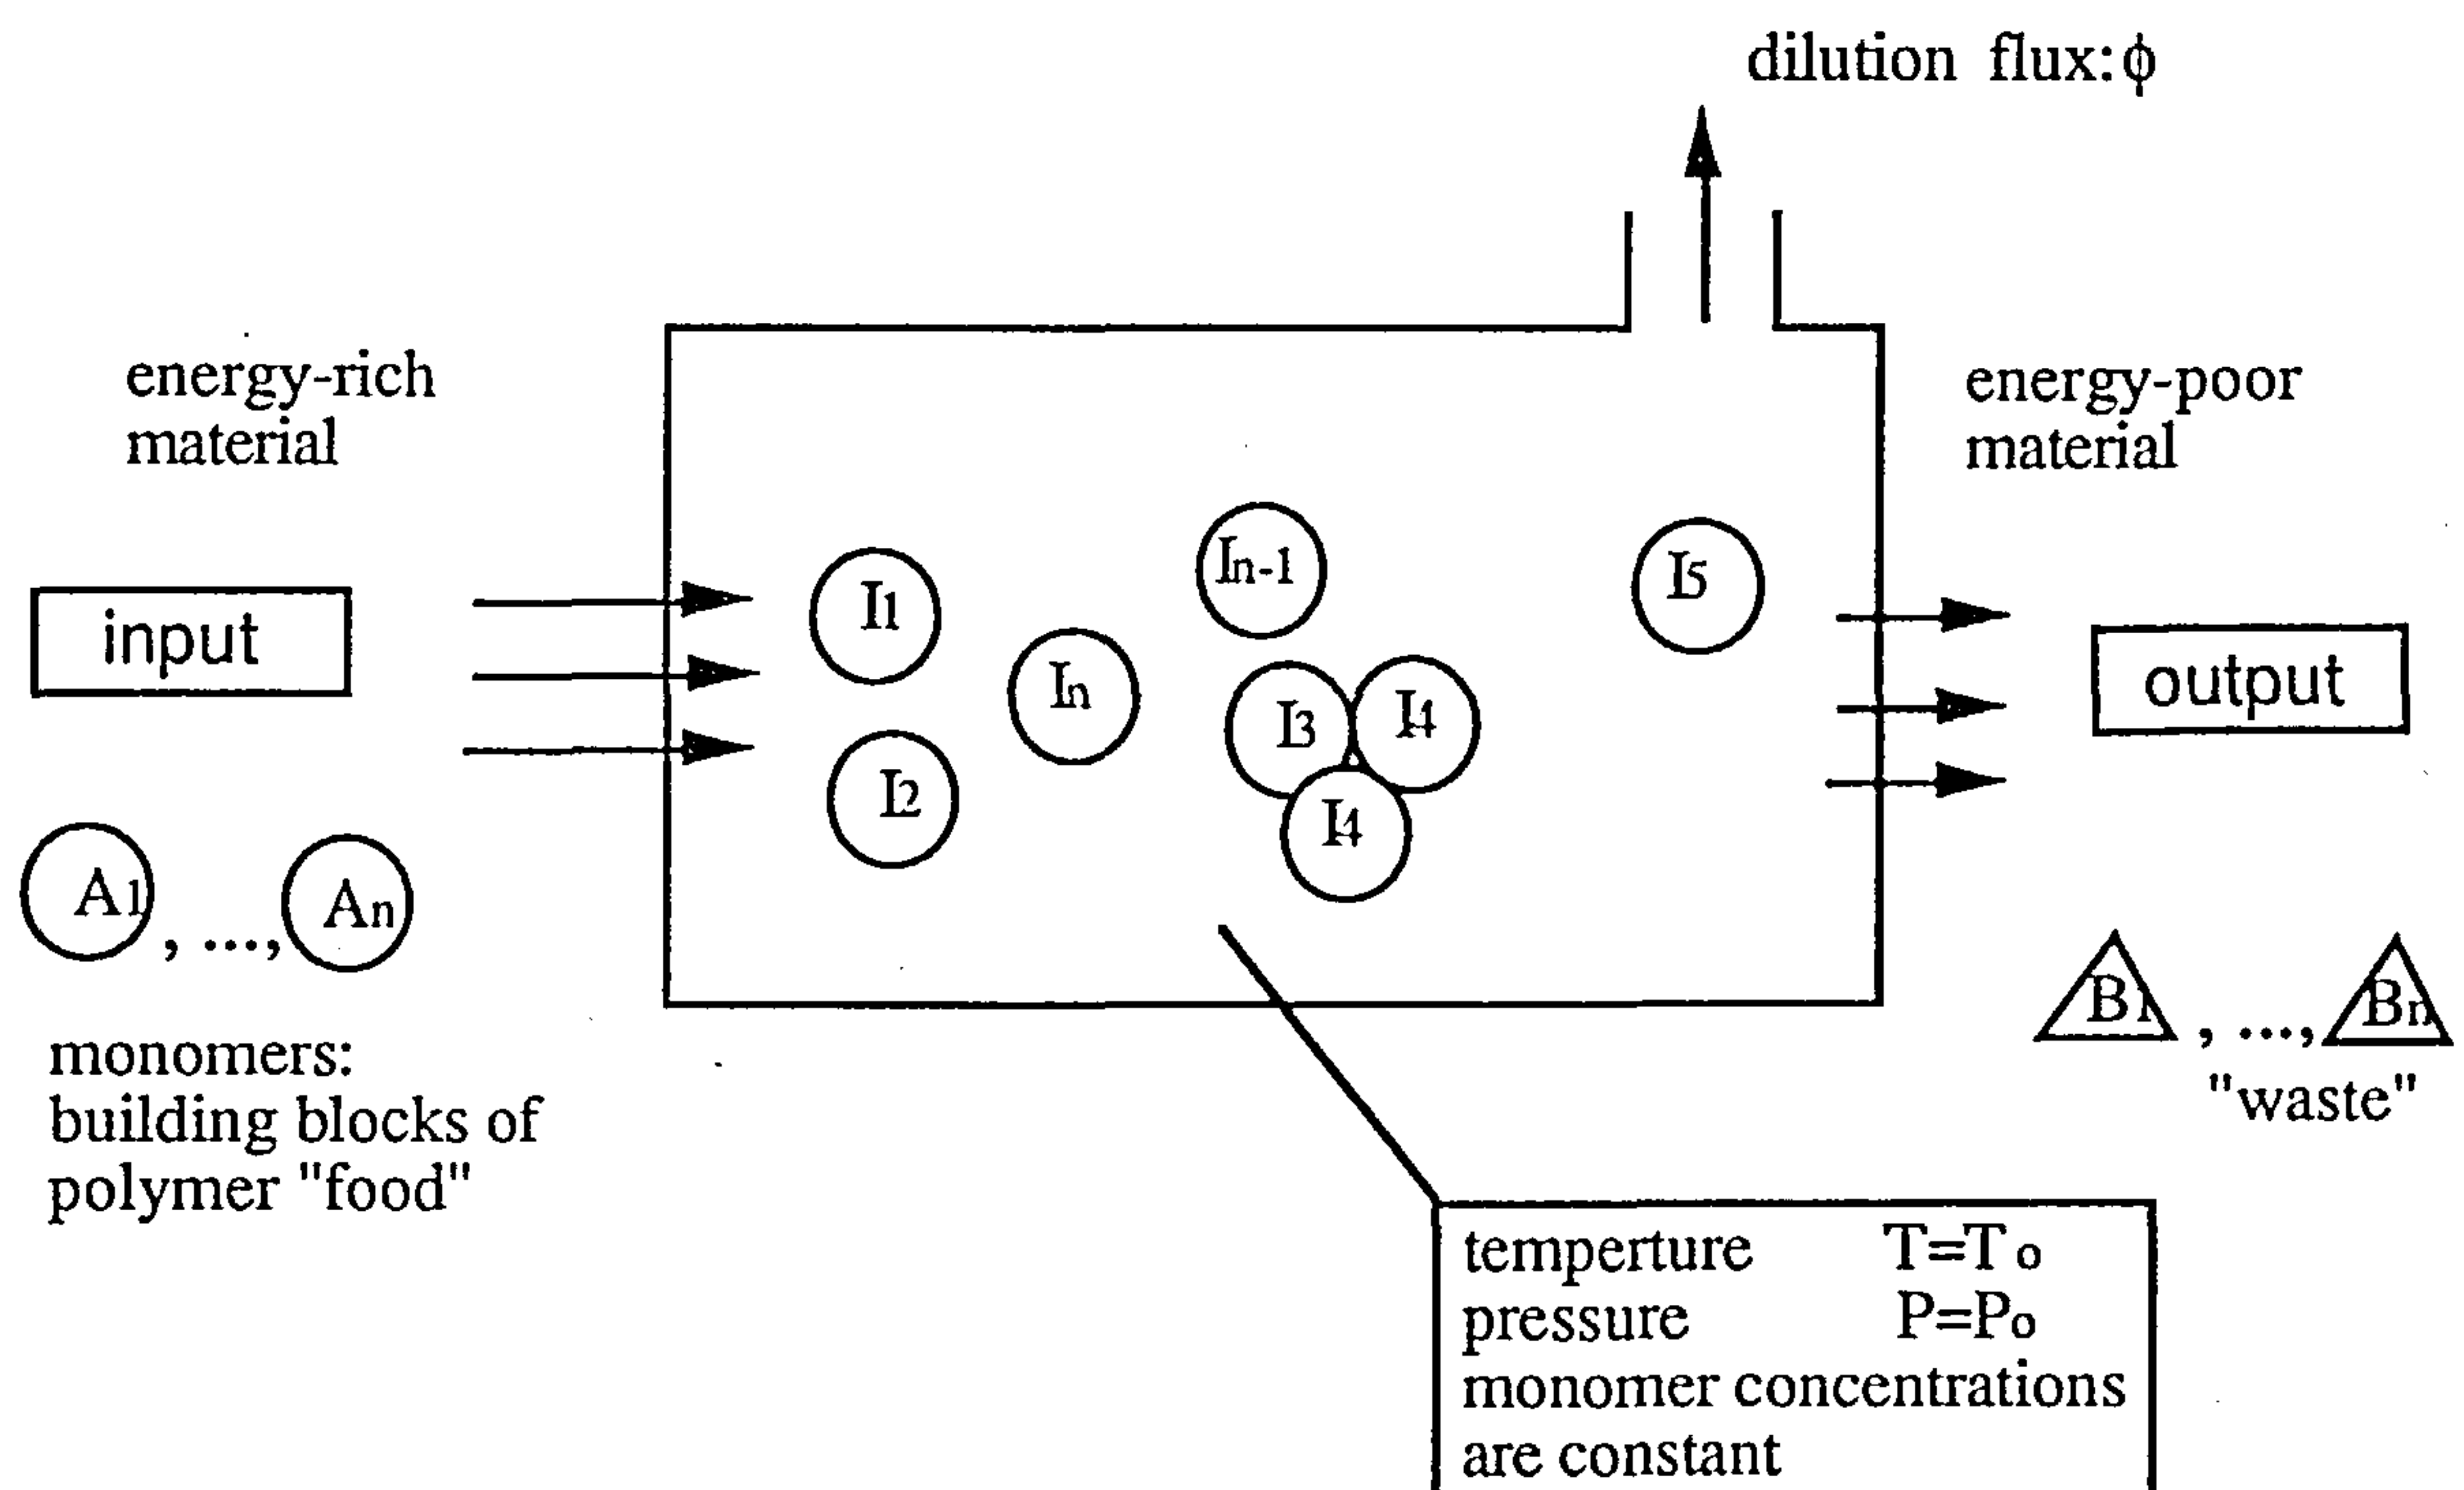 dilution flux: ϕ
energy-rich
material
energy-poor
material
input
output
I1
I2
In
In-1
I3
I4
I4
I5
A1 , ..., An
monomers:
building blocks of
polymer "food"
B1 , ..., Bn
"waste"
temperture T=To
pressure P=Po
monomer concentrations
are constant